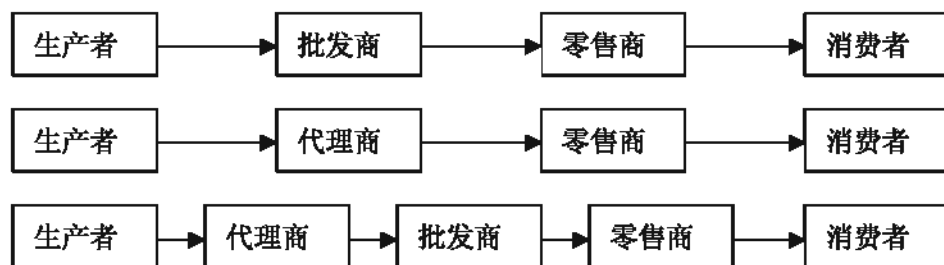 生产者 批发商 零售商 消费者
生产者 代理商 零售商 消费者
生产者 代理商 批发商 零售商 消费者